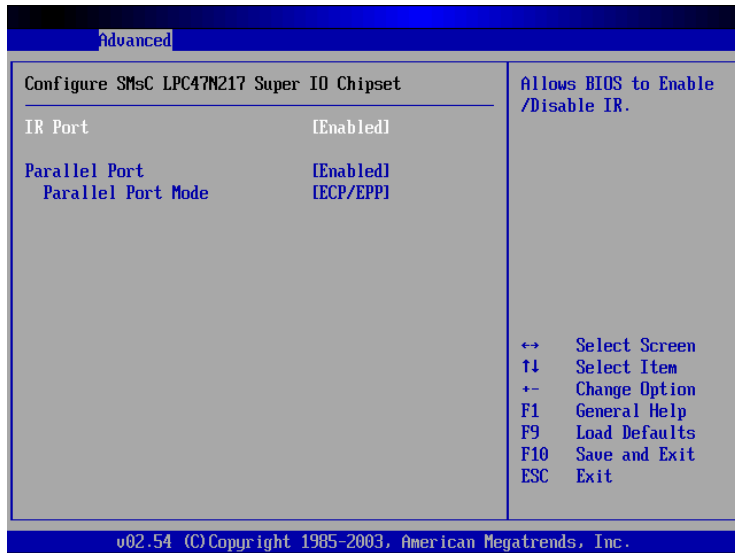 Advanced
Configure SMsC LPC47N217 Super IO Chipset
IR Port [Enabled]
Parallel Port [Enabled]
Parallel Port Mode [ECP/EPP]
Allows BIOS to Enable
/Disable IR.
↔ Select Screen
↑↓ Select Item
+- Change Option
F1 General Help
F9 Load Defaults
F10 Save and Exit
ESC Exit
v02.54 (C)Copyright 1985-2003, American Megatrends, Inc.